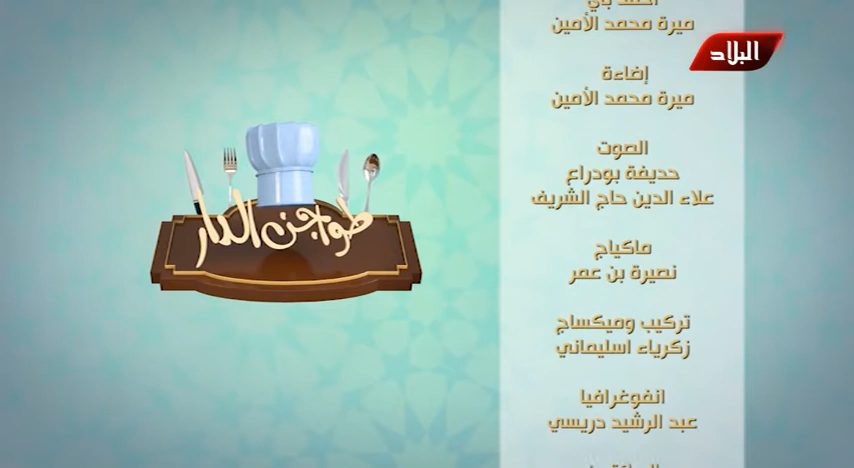 البلاد
طواجن الدار
ميرة محمد الأمين
إضاءة
ميرة محمد الأمين
الصوت
حديفة بودراع
علاء الدين حاج الشريف
ماكياج
نصيرة بن عمر
تركيب وميكساج
زكرياء اسليماني
انفوغرافيا
عبد الرشيد دريسي